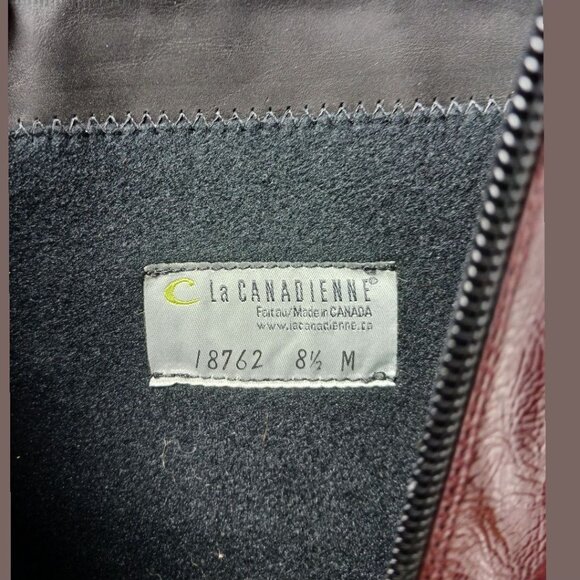 C La CANADIENNE®
Fait au/Made in CANADA
www.lacanadienne.ca
18762 8½ M